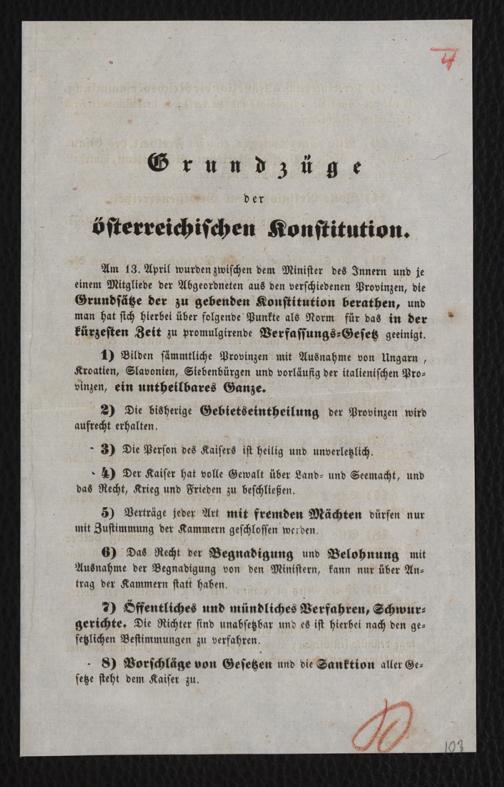 4
Grundzüge
der
österreichischen Konstitution.
Am 13. April wurden zwischen dem Minister des Innern und je
einem Mitgliede der Abgeordneten aus den verschiedenen Provinzen, die
Grundsätze der zu gebenden Konstitution berathen, und
man hat sich hierbei über folgende Punkte als Norm für das in der
kürzesten Zeit zu promulgirende Verfassungs-Gesetz geeinigt.
1) Bilden sämmtliche Provinzen mit Ausnahme von Ungarn,
Kroatien, Slavonien, Siebenbürgen und vorläufig der italienischen Pro-
vinzen, ein untheilbares Ganze.
2) Die bisherige Gebietseintheilung der Provinzen wird
aufrecht erhalten.
3) Die Person des Kaisers ist heilig und unverletzlich.
4) Der Kaiser hat volle Gewalt über Land- und Seemacht, und
das Recht, Krieg und Frieden zu beschließen.
5) Verträge jeder Art mit fremden Mächten dürfen nur
mit Zustimmung der Kammern geschlossen werden.
6) Das Recht der Begnadigung und Belohnung mit
Ausnahme der Begnadigung von den Ministern, kann nur über An-
trag der Kammern statt haben.
7) Öffentliches und mündliches Verfahren, Schwur-
gerichte. Die Richter sind unabsetzbar und es ist hierbei nach den ge-
setzlichen Bestimmungen zu verfahren.
8) Vorschläge von Gesetzen und die Sanktion aller Ge-
setze steht dem Kaiser zu.
103